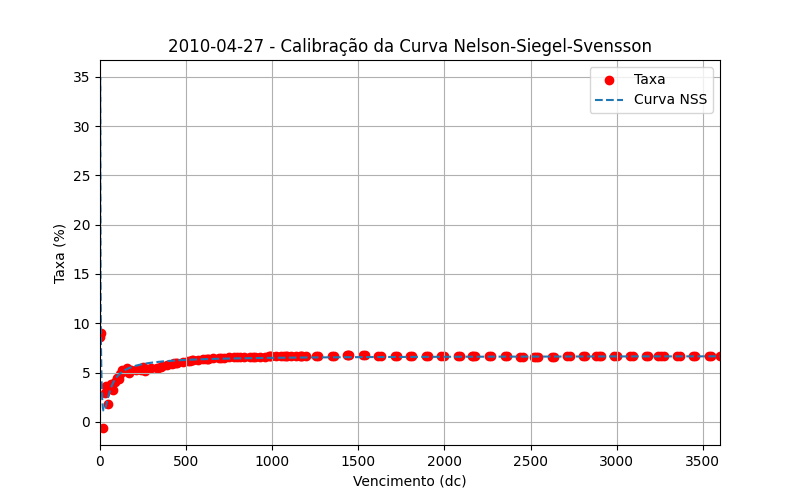 2010-04-27 - Calibração da Curva Nelson-Siegel-Svensson
Taxa
Curva NSS
Taxa (%)
35
30
25
20
15
10
5
0
0 500 1000 1500 2000 2500 3000 3500
Vencimento (dc)